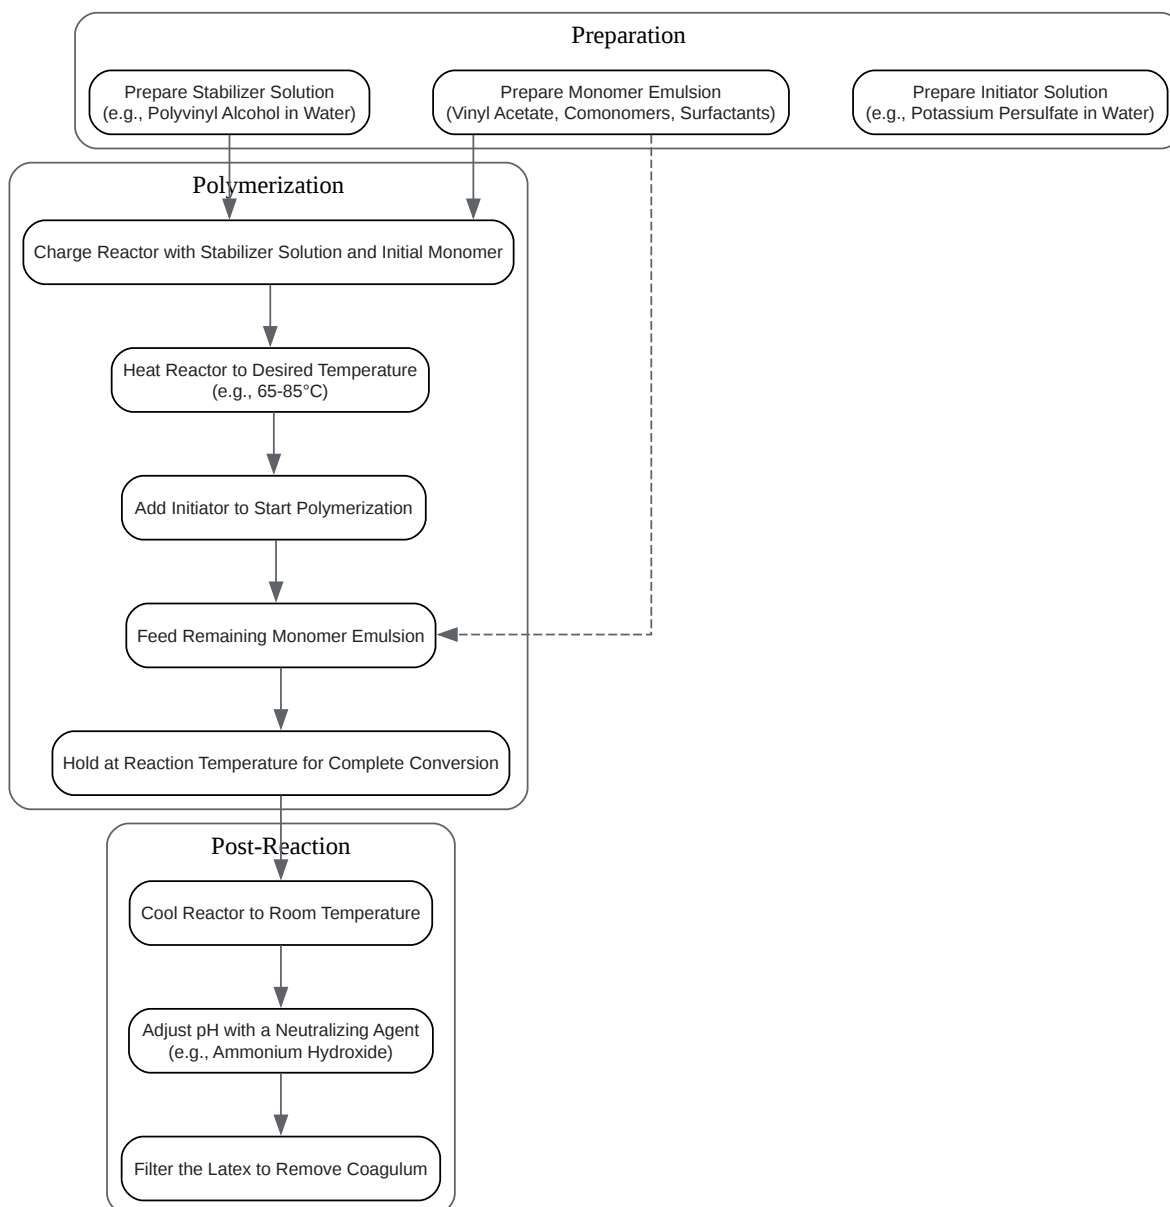 Preparation
Prepare Stabilizer Solution
(e.g., Polyvinyl Alcohol in Water)
Prepare Monomer Emulsion
(Vinyl Acetate, Comonomers, Surfactants)
Prepare Initiator Solution
(e.g., Potassium Persulfate in Water)
Polymerization
Charge Reactor with Stabilizer Solution and Initial Monomer
Heat Reactor to Desired Temperature
(e.g., 65-85°C)
Add Initiator to Start Polymerization
Feed Remaining Monomer Emulsion
Hold at Reaction Temperature for Complete Conversion
Post-Reaction
Cool Reactor to Room Temperature
Adjust pH with a Neutralizing Agent
(e.g., Ammonium Hydroxide)
Filter the Latex to Remove Coagulum